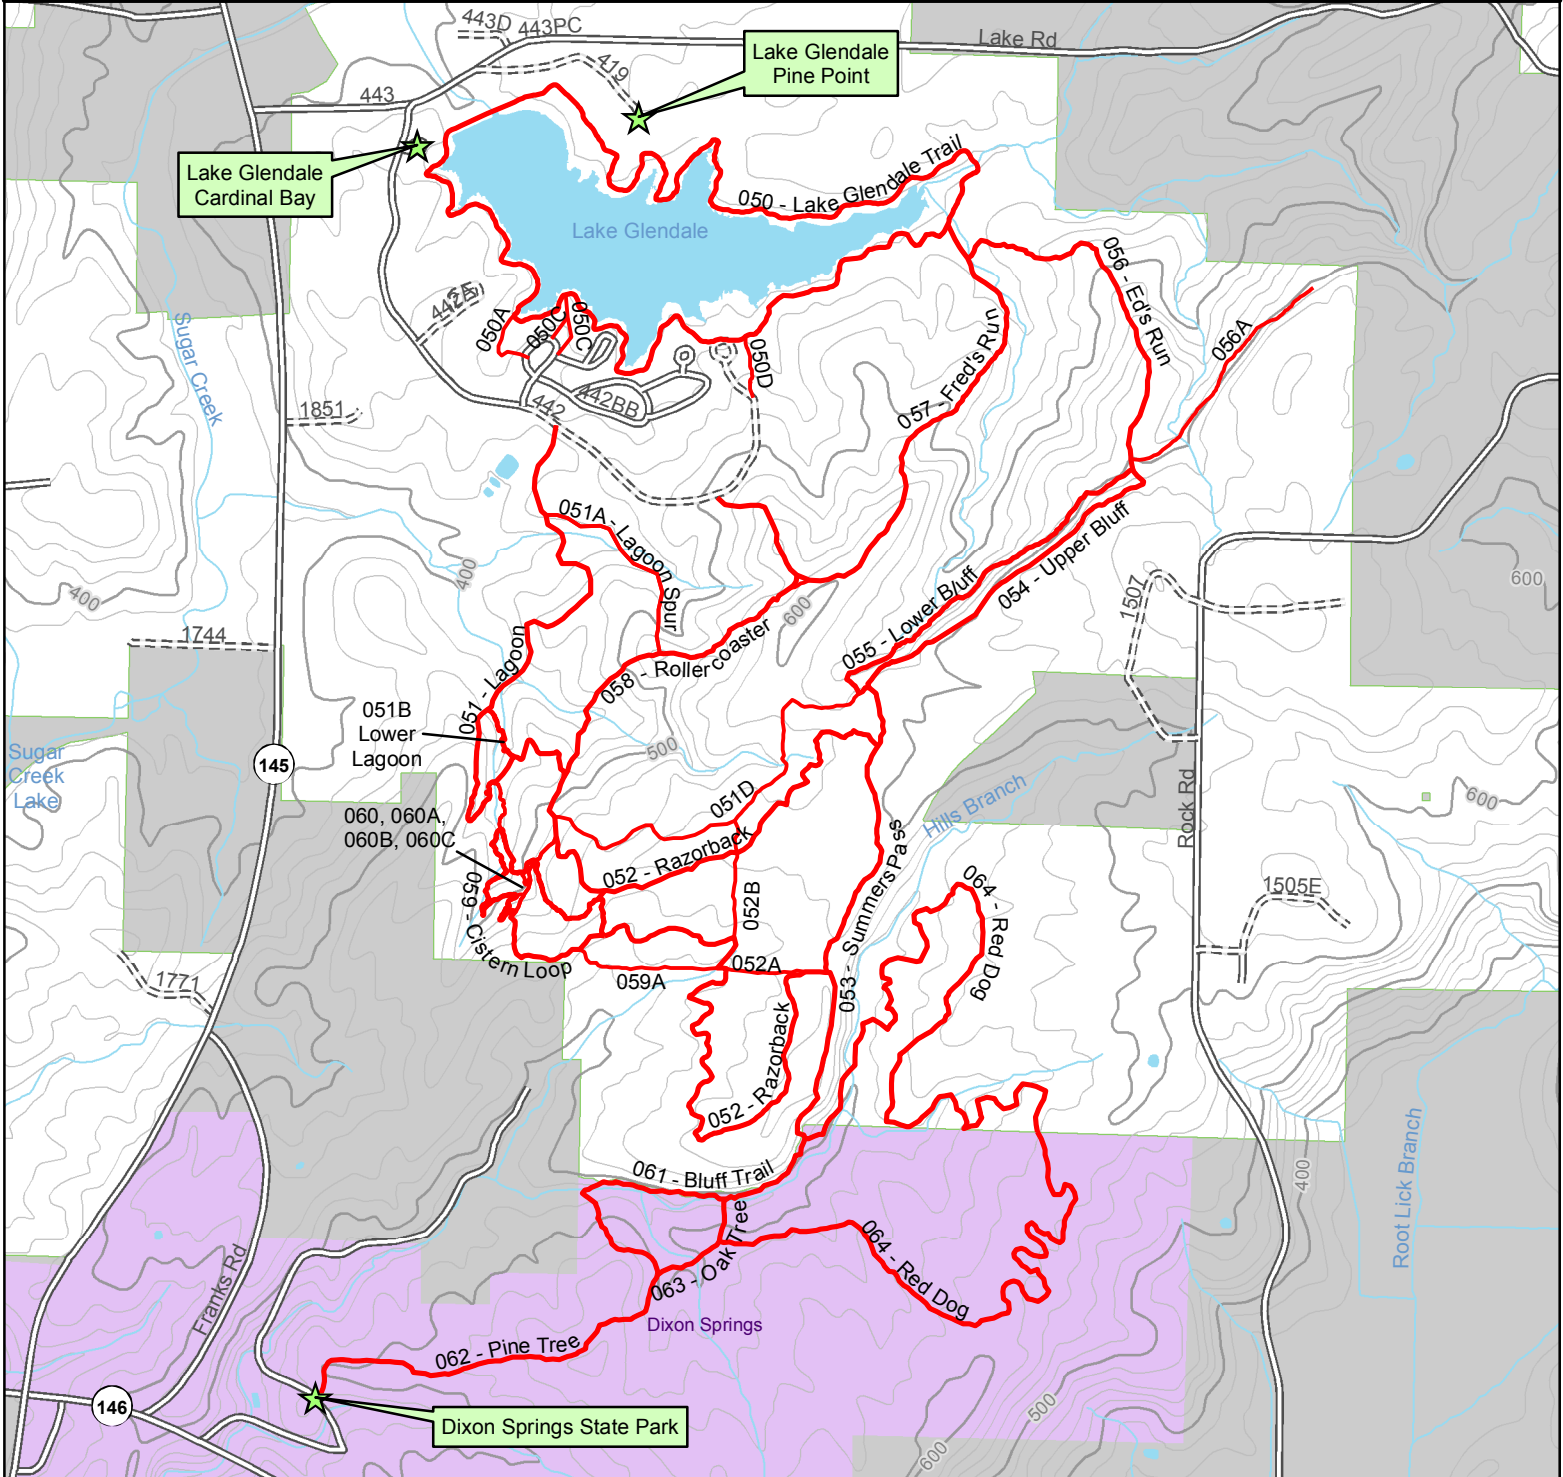 443D
443PC
Lake Rd
419
Lake Glendale
Pine Point
443
Lake Glendale
Cardinal Bay
050 - Lake Glendale Trail
Lake Glendale
056 - Ed's Run
050A
050C
050C
050D
057 - Fred's Run
056A
Sugar Creek
1851
442
442BB
051A - Lagoon Spur
400
400
054 - Upper Bluff
055 - Lower Bluff
600
600
1507
1744
051 - Lagoon
058 - Rollercoaster
051B
Lower
Lagoon
500
Sugar
Creek
Lake
145
051D
Hills Branch
Rock Rd
600
060, 060A,
060B, 060C
052 - Razorback
053 - Summers Pass
064 - Red Dog
1505E
052B
059 - Cistern Loop
052A
059A
1771
052 - Razorback
061 - Bluff Trail
400
Root Lick Branch
063 - Oak Tree
064 - Red Dog
Franks Rd
Dixon Springs
062 - Pine Tree
146
Dixon Springs State Park
500
600